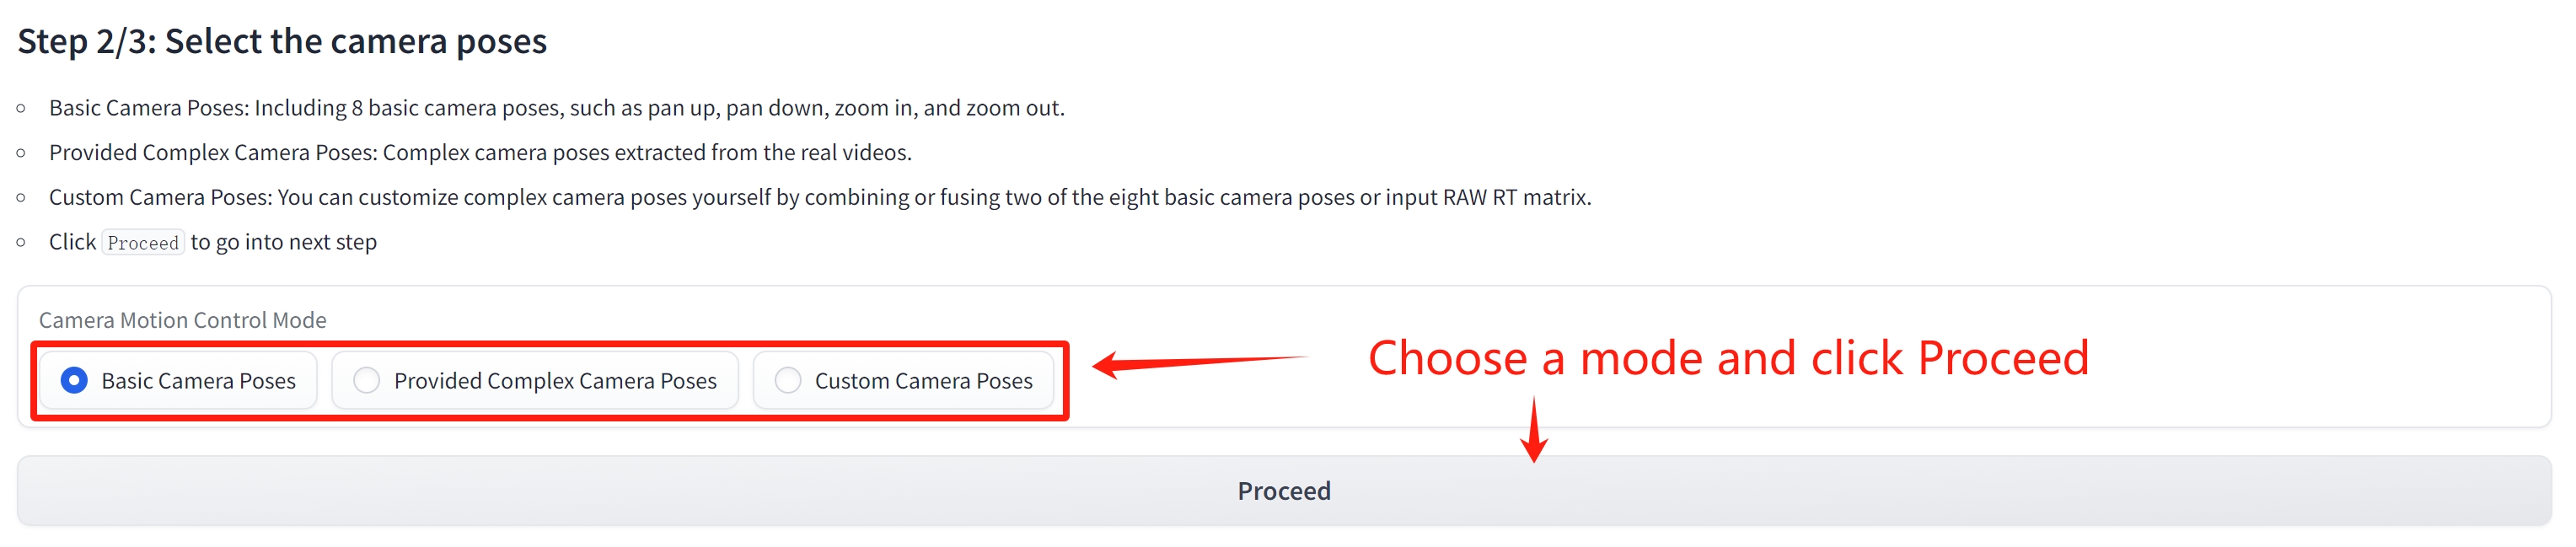 Step 2/3: Select the camera poses
Basic Camera Poses: Including 8 basic camera poses, such as pan up, pan down, zoom in, and zoom out.
Provided Complex Camera Poses: Complex camera poses extracted from the real videos.
Custom Camera Poses: You can customize complex camera poses yourself by combining or fusing two of the eight basic camera poses or input RAW RT matrix.
Click Proceed to go into next step
Camera Motion Control Mode
Basic Camera Poses Provided Complex Camera Poses Custom Camera Poses
Choose a mode and click Proceed
Proceed